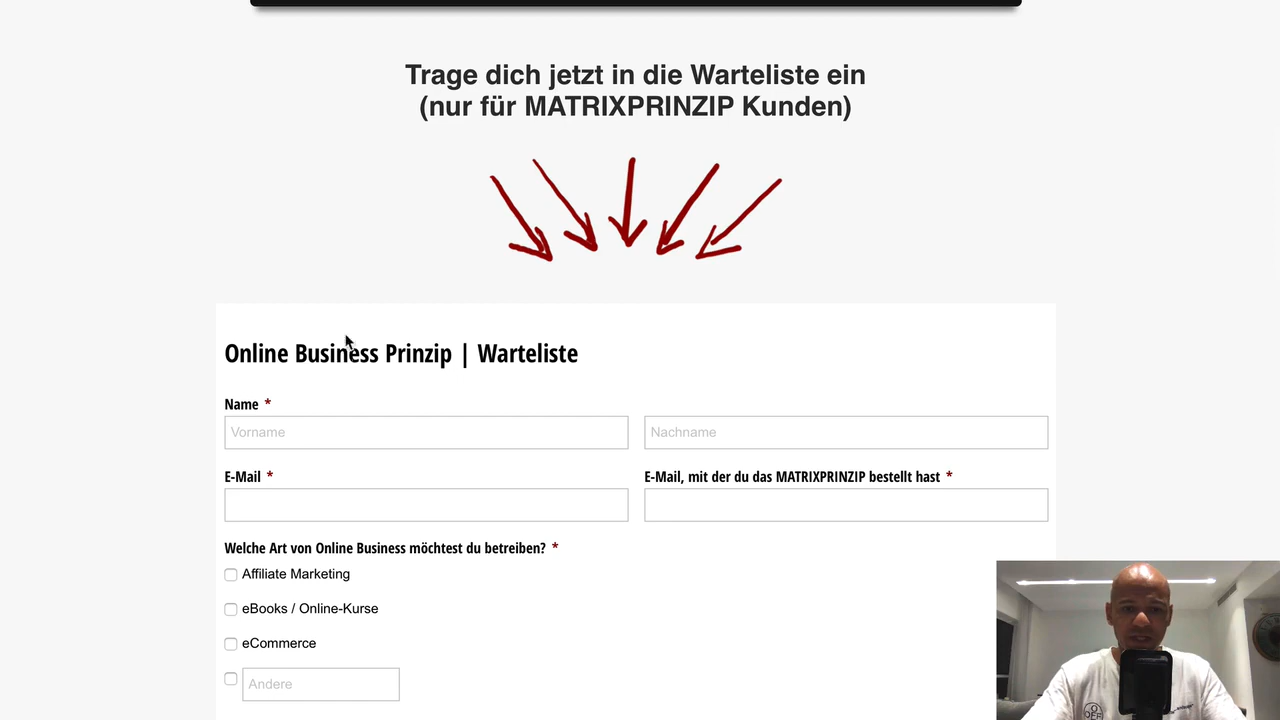 Trage dich jetzt in die Warteliste ein
(nur für MATRIXPRINZIP Kunden)
Online Business Prinzip | Warteliste
Name *
Vorname
Nachname
E-Mail *
E-Mail, mit der du das MATRIXPRINZIP bestellt hast *
Welche Art von Online Business möchtest du betreiben? *
Affiliate Marketing
eBooks / Online-Kurse
eCommerce
Andere